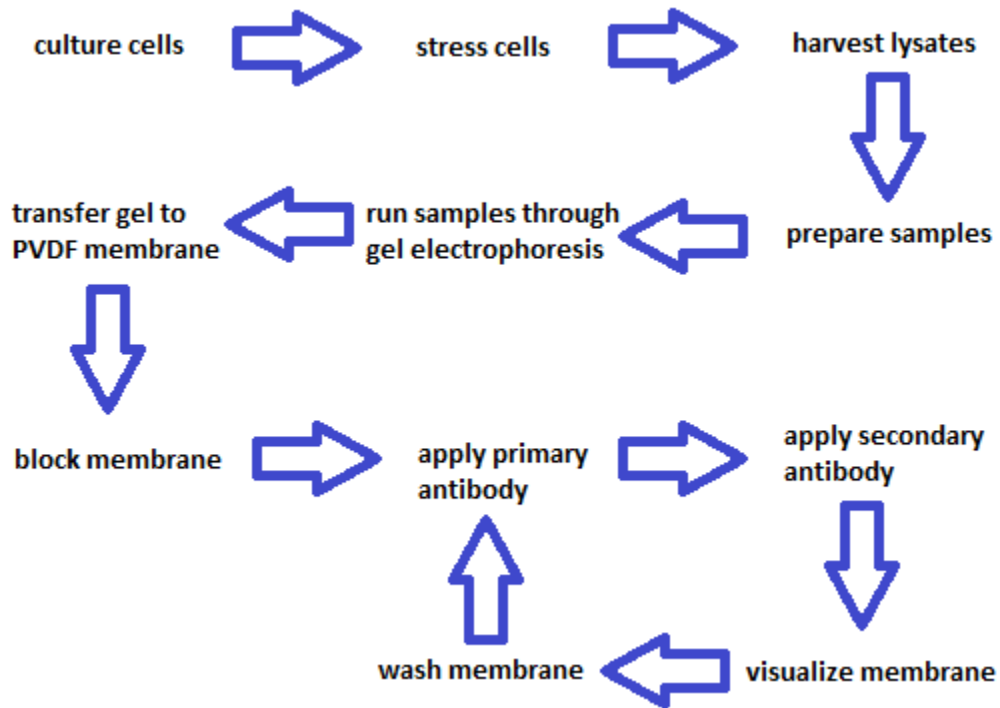 culture cells
stress cells
harvest lysates
prepare samples
run samples through
gel electrophoresis
transfer gel to
PVDF membrane
block membrane
apply primary
antibody
apply secondary
antibody
visualize membrane
wash membrane